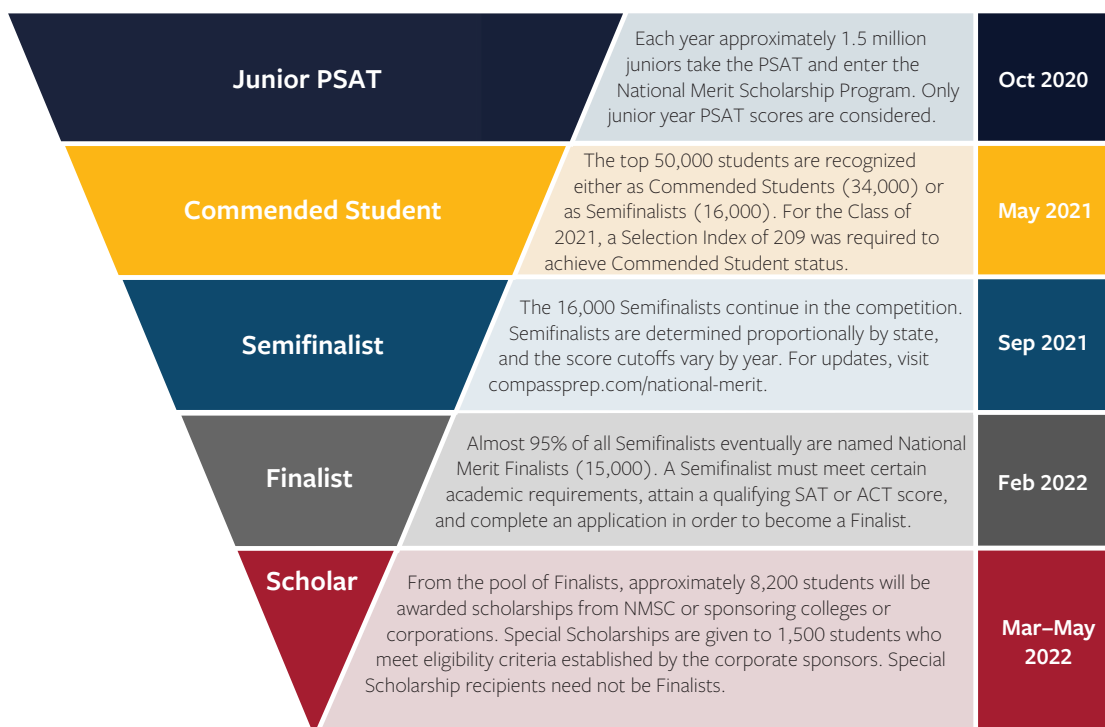 Junior PSAT
Each year approximately 1.5 million
juniors take the PSAT and enter the
National Merit Scholarship Program. Only
junior year PSAT scores are considered.
Oct 2020
Commended Student
The top 50,000 students are recognized
either as Commended Students (34,000) or
as Semifinalists (16,000). For the Class of
2021, a Selection Index of 209 was required to
achieve Commended Student status.
May 2021
Semifinalist
The 16,000 Semifinalists continue in the competition.
Semifinalists are determined proportionally by state,
and the score cutoffs vary by year. For updates, visit
compassprep.com/national-merit.
Sep 2021
Finalist
Almost 95% of all Semifinalists eventually are named National
Merit Finalists (15,000). A Semifinalist must meet certain
academic requirements, attain a qualifying SAT or ACT score,
and complete an application in order to become a Finalist.
Feb 2022
Scholar
From the pool of Finalists, approximately 8,200 students will be
awarded scholarships from NMSC or sponsoring colleges or
corporations. Special Scholarships are given to 1,500 students who
meet eligibility criteria established by the corporate sponsors. Special
Scholarship recipients need not be Finalists.
Mar–May
2022